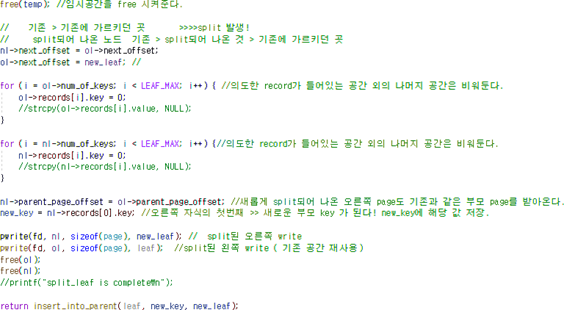 free(temp); //임시공간을 free 시켜준다.
//    기존 > 기존에 가르키던 곳        >>>>split 발생!
//     split되어 나온 노드   기존 > split되어 나온 것 > 기존에 가르키던 곳
nl->next_offset = ol->next_offset;
ol->next_offset = new_leaf; //
for (i = ol->num_of_keys; i < LEAF_MAX; i++) { //의도한 record가 들어있는 공간 외의 나머지 공간은 비워둔다.
    ol->records[i].key = 0;
    //strcpy(ol->records[i].value, NULL);
}
for (i = nl->num_of_keys; i < LEAF_MAX; i++) {//의도한 record가 들어있는 공간 외의 나머지 공간은 비워둔다.
    nl->records[i].key = 0;
    //strcpy(nl->records[i].value, NULL);
}
nl->parent_page_offset = ol->parent_page_offset; //새롭게 split되어 나온 오른쪽 page도 기존과 같은 부모 page를 받아온다.
new_key = nl->records[0].key; //오른쪽 자식의 첫번째 >> 새로운 부모 key 가 된다! new_key에 해당 값 저장.
pwrite(fd, nl, sizeof(page), new_leaf); //  split된 오른쪽 write
pwrite(fd, ol, sizeof(page), leaf);  //split된 왼쪽 write ( 기존 공간 재사용)
free(ol);
free(nl);
//printf("split_leaf is complete₩n");
return insert_into_parent(leaf, new_key, new_leaf);